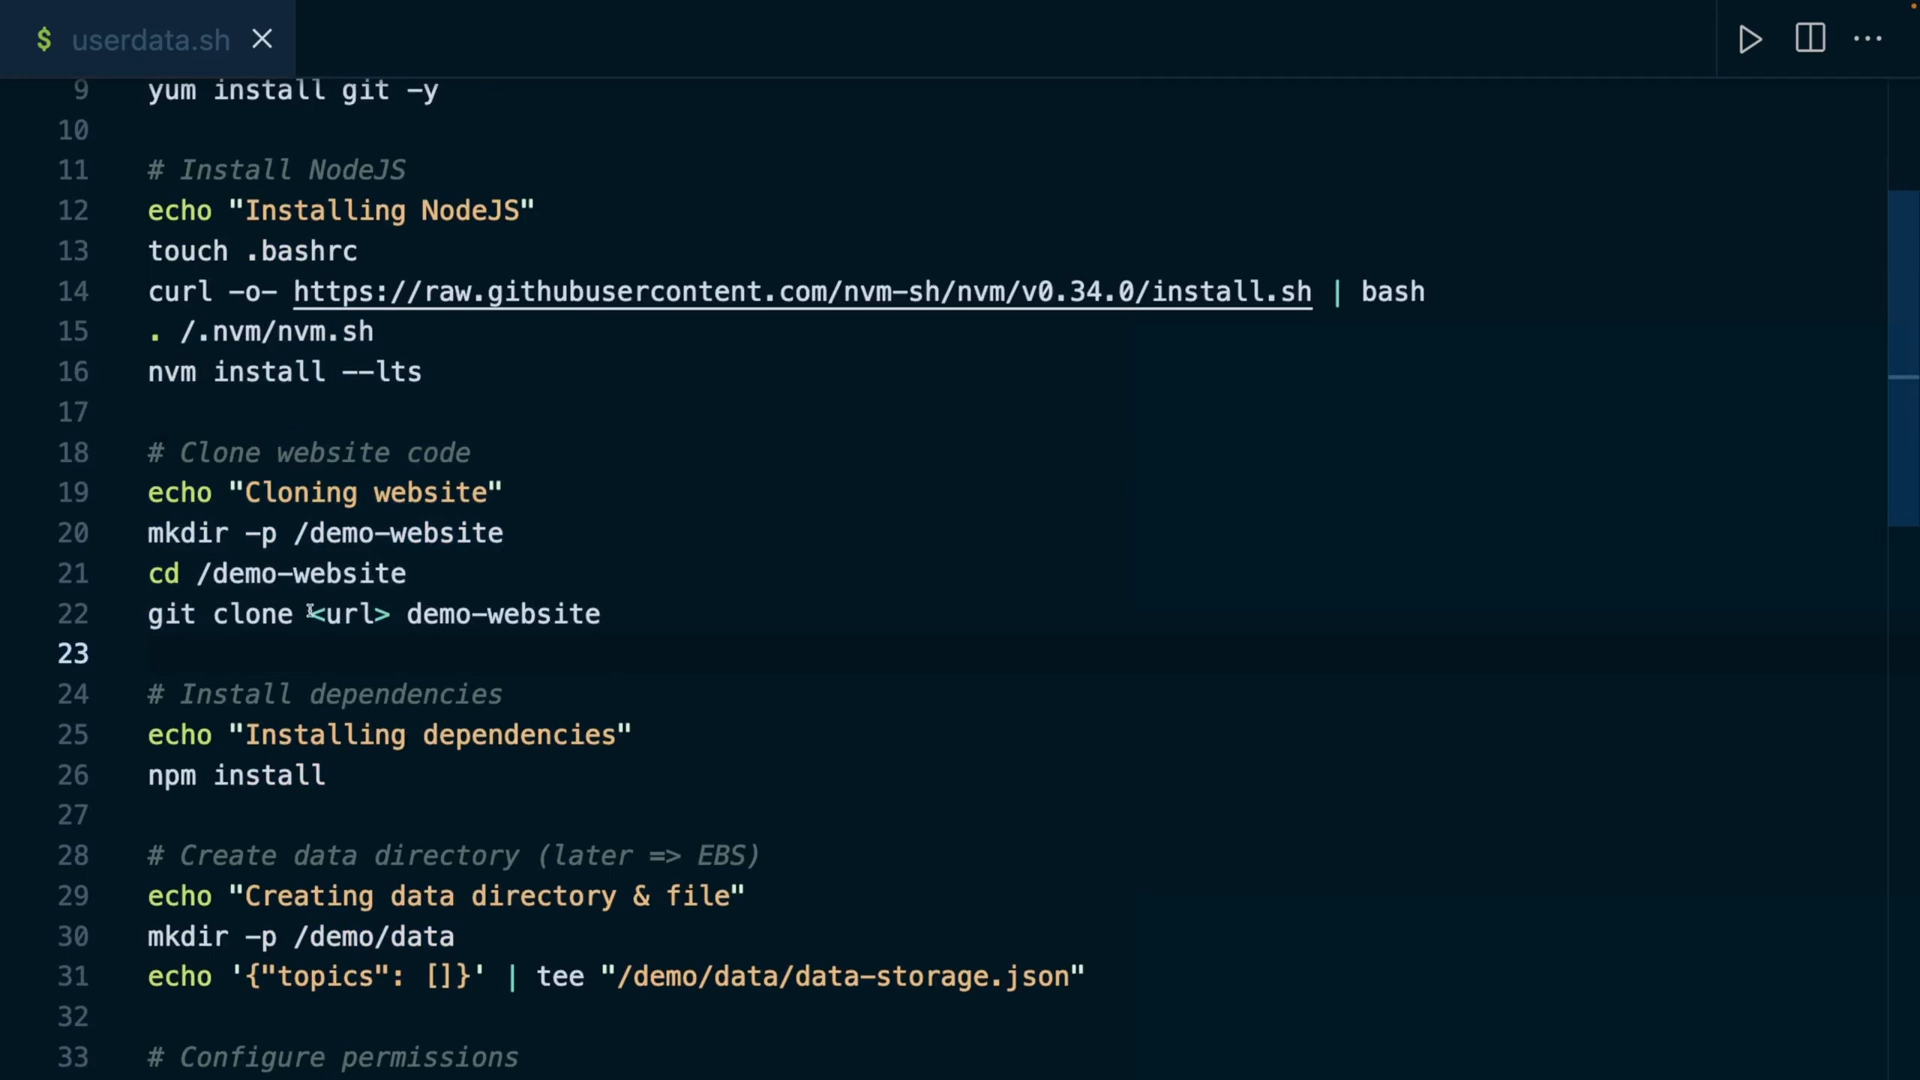 $ userdata.sh
9 yum install git -y
10
11 # Install NodeJS
12 echo "Installing NodeJS"
13 touch .bashrc
14 curl -o- https://raw.githubusercontent.com/nvm-sh/nvm/v0.34.0/install.sh | bash
15 . /.nvm/nvm.sh
16 nvm install --lts
17
18 # Clone website code
19 echo "Cloning website"
20 mkdir -p /demo-website
21 cd /demo-website
22 git clone <url> demo-website
23
24 # Install dependencies
25 echo "Installing dependencies"
26 npm install
27
28 # Create data directory (later => EBS)
29 echo "Creating data directory & file"
30 mkdir -p /demo/data
31 echo '{"topics": []}' | tee "/demo/data/data-storage.json"
32
33 # Configure permissions